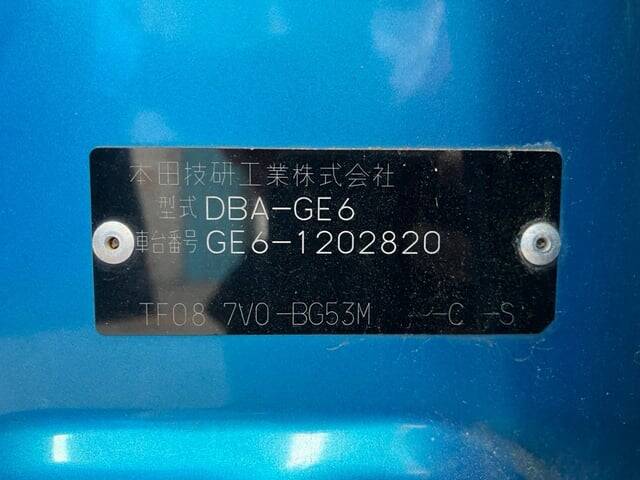 本田技研工業株式会社
型式 DBA-GE6
車台番号 GE6-1202820
TF08 7V0-BG53M -C -S